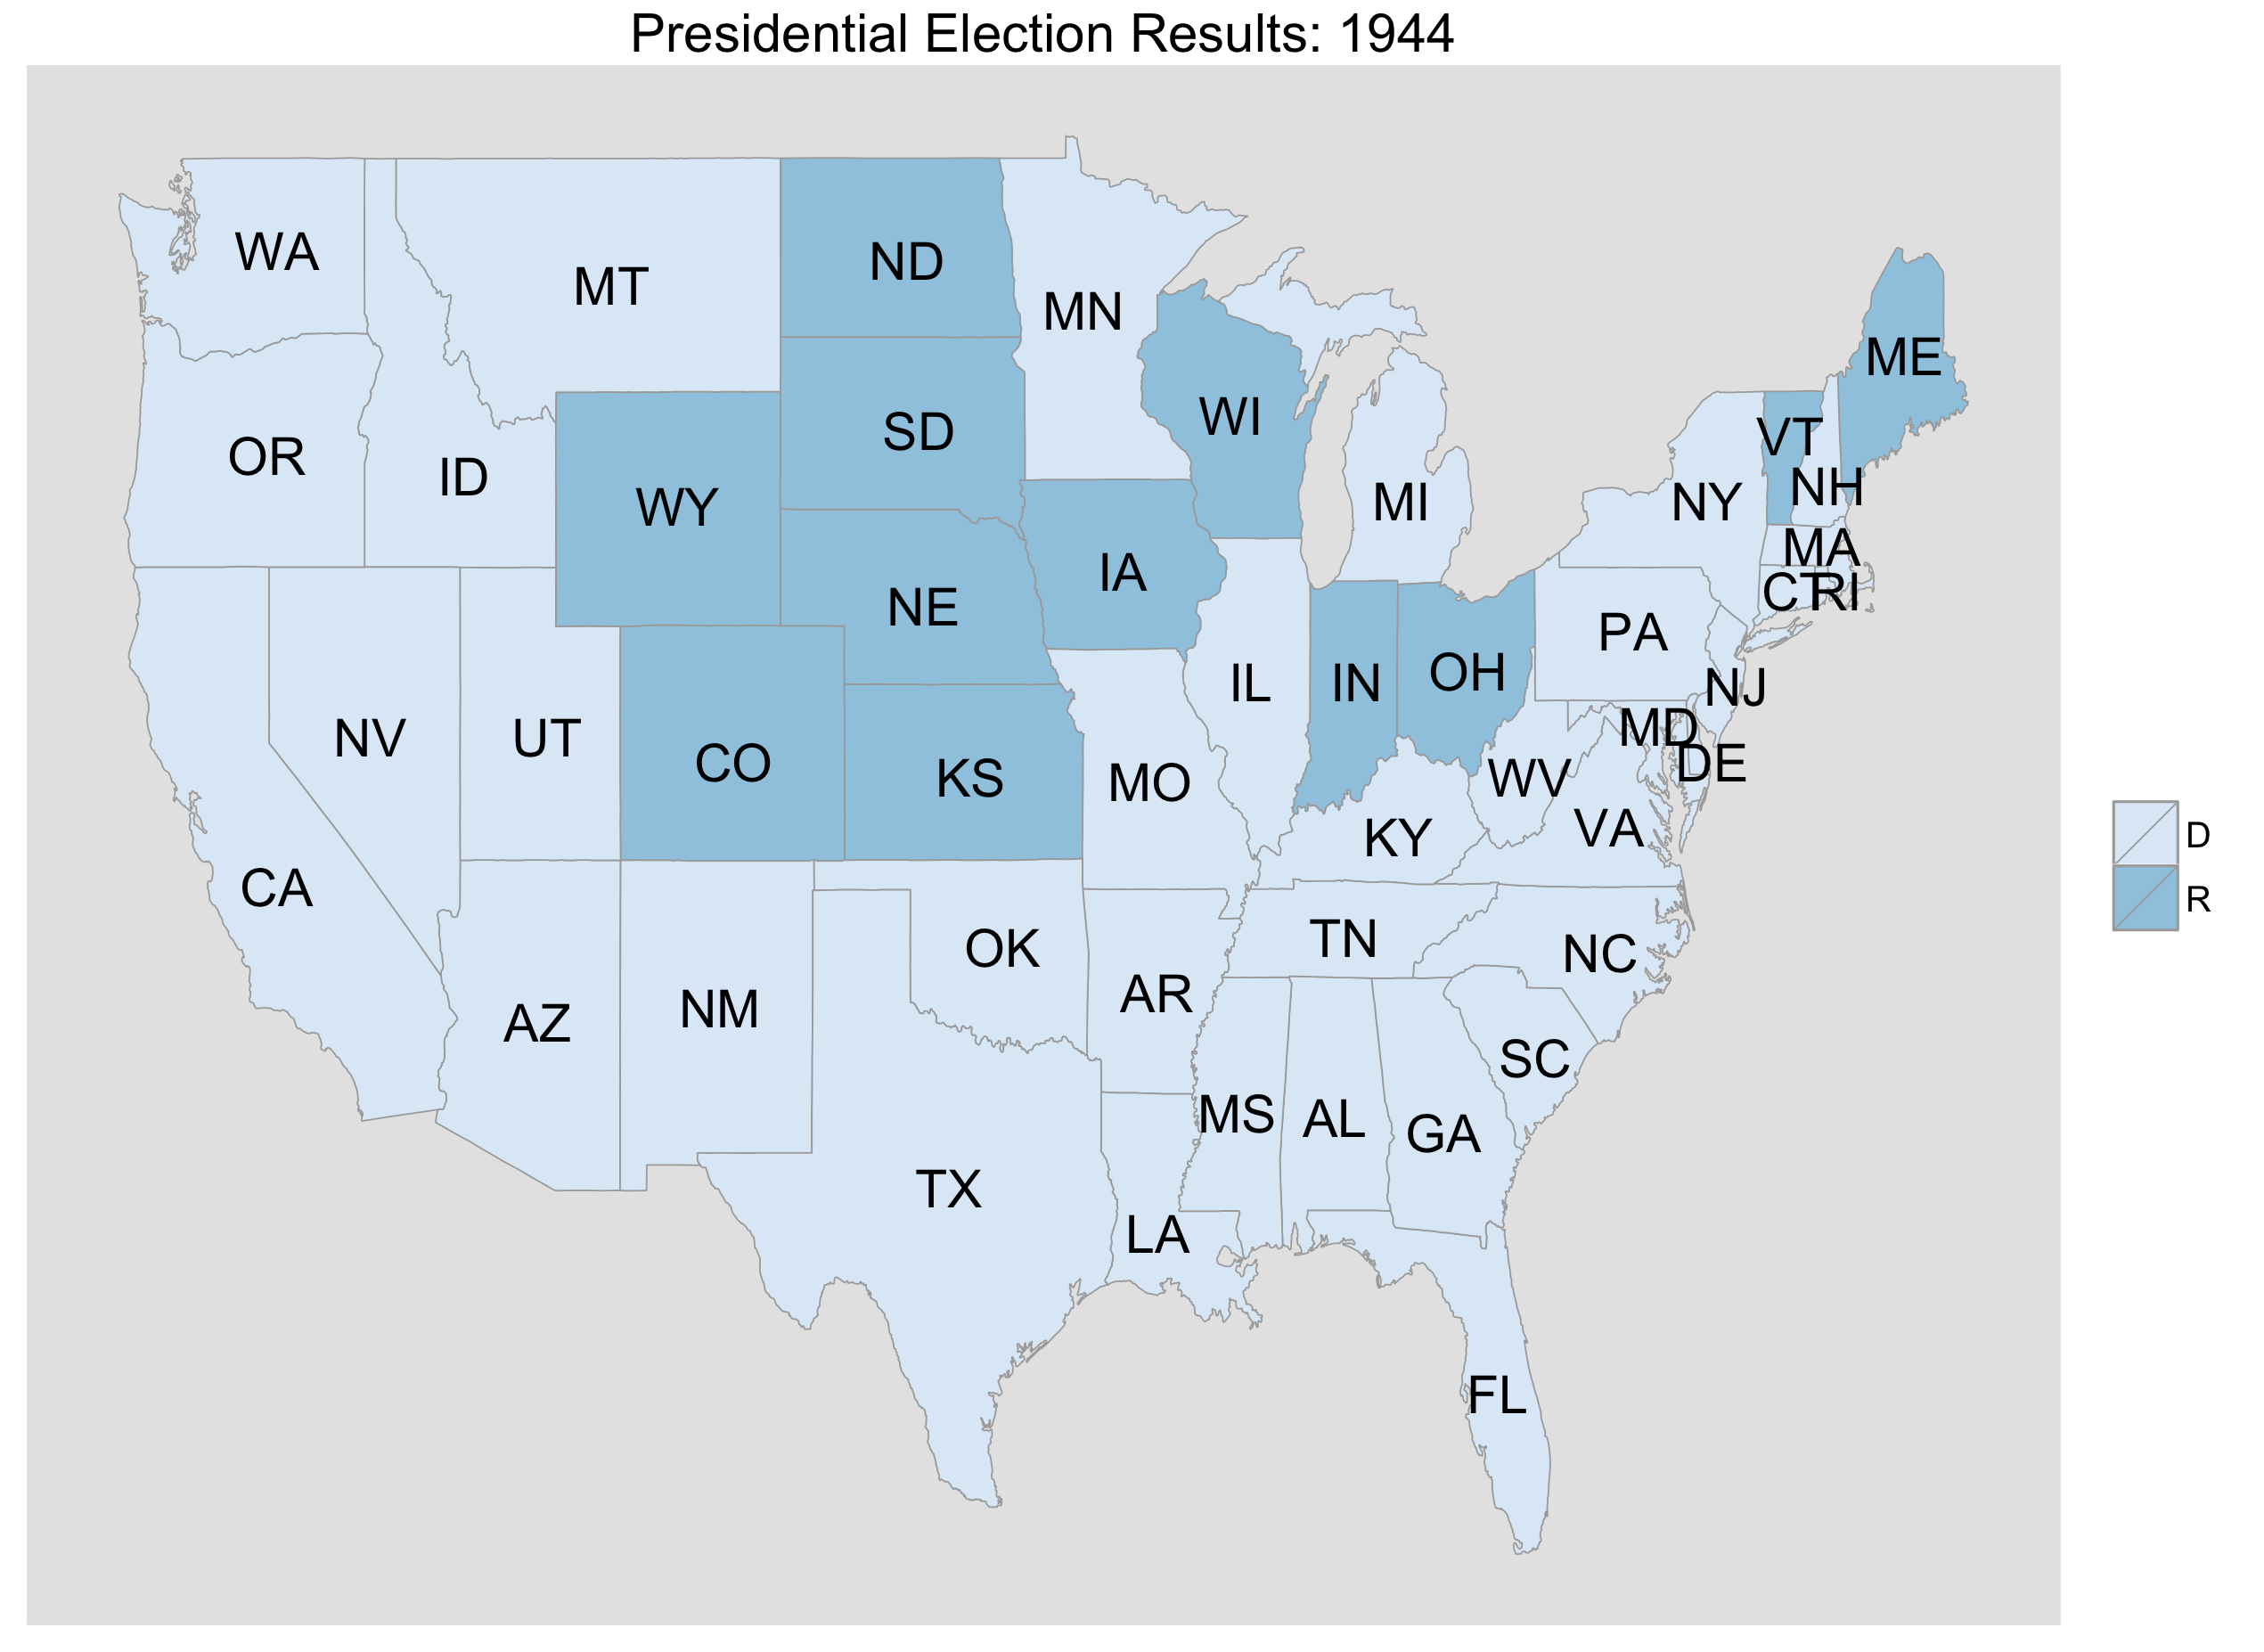 Presidential Election Results: 1944
WA
MT
ND
MN
ME
OR
ID
WY
SD
WI
MI
NY
VT
NH
MA
CT
RI
NE
IA
IL
IN
OH
PA
NJ
NV
UT
CO
KS
MO
WV
MD
DE
VA
KY
D
R
CA
OK
TN
NC
AZ
NM
AR
SC
MS
AL
GA
TX
LA
FL